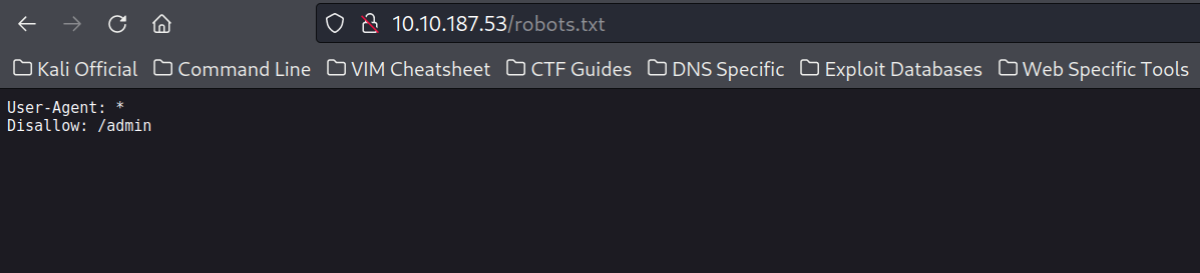 10.10.187.53/robots.txt
Kali Official Command Line VIM Cheatsheet CTF Guides DNS Specific Exploit Databases Web Specific Tools
User-Agent: *
Disallow: /admin